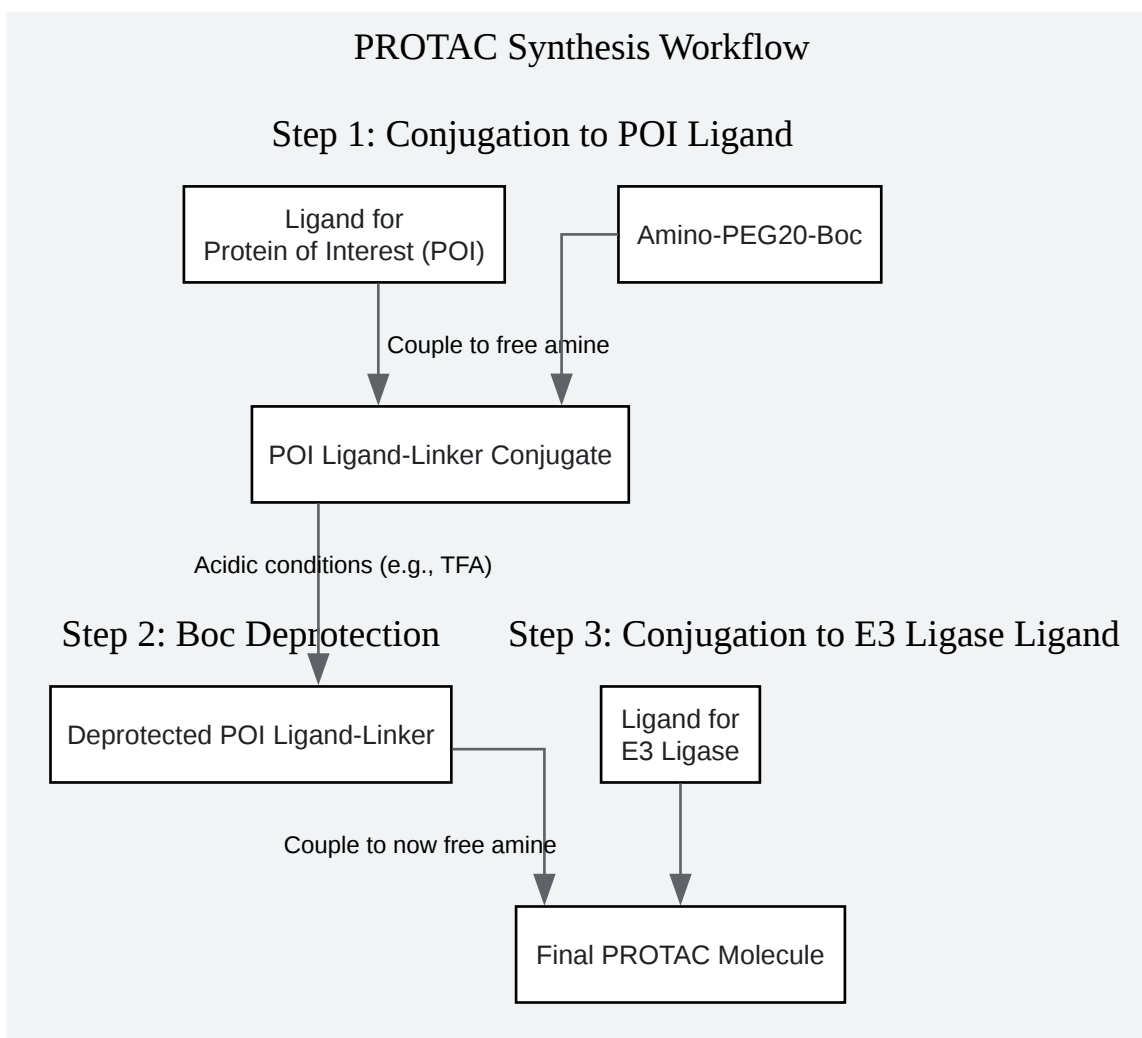 PROTAC Synthesis Workflow
Step 1: Conjugation to POI Ligand
Ligand for
Protein of Interest (POI)
Amino-PEG20-Boc
Couple to free amine
POI Ligand-Linker Conjugate
Acidic conditions (e.g., TFA)
Step 2: Boc Deprotection
Step 3: Conjugation to E3 Ligase Ligand
Deprotected POI Ligand-Linker
Ligand for
E3 Ligase
Couple to now free amine
Final PROTAC Molecule